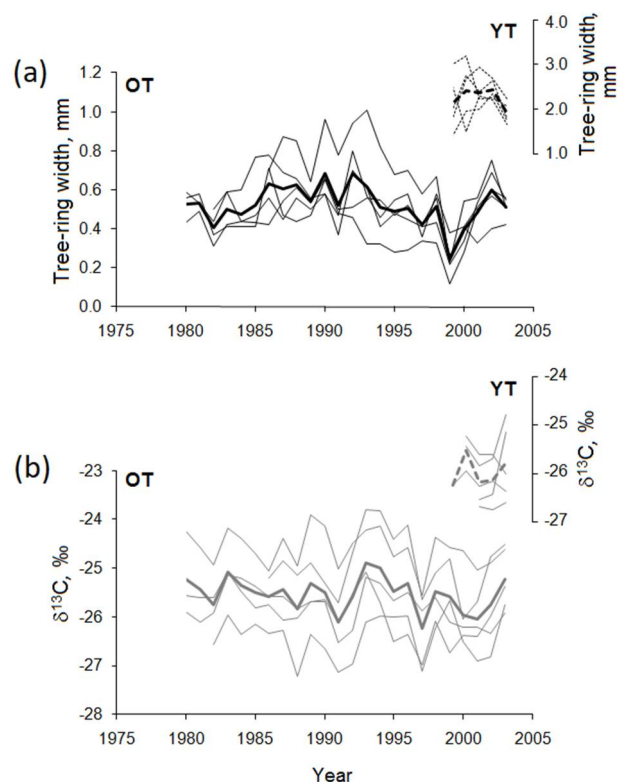 (a)
OT
YT
Tree-ring width, mm
1.2
1.0
0.8
0.6
0.4
0.2
0.0
4.0
3.0
2.0
1.0
Tree-ring width,
mm
1975 1980 1985 1990 1995 2000 2005
(b)
OT
YT
δ13C, ‰
-23
-24
-25
-26
-27
-28
-24
-25
-26
-27
δ13C, ‰
1975 1980 1985 1990 1995 2000 2005
Year